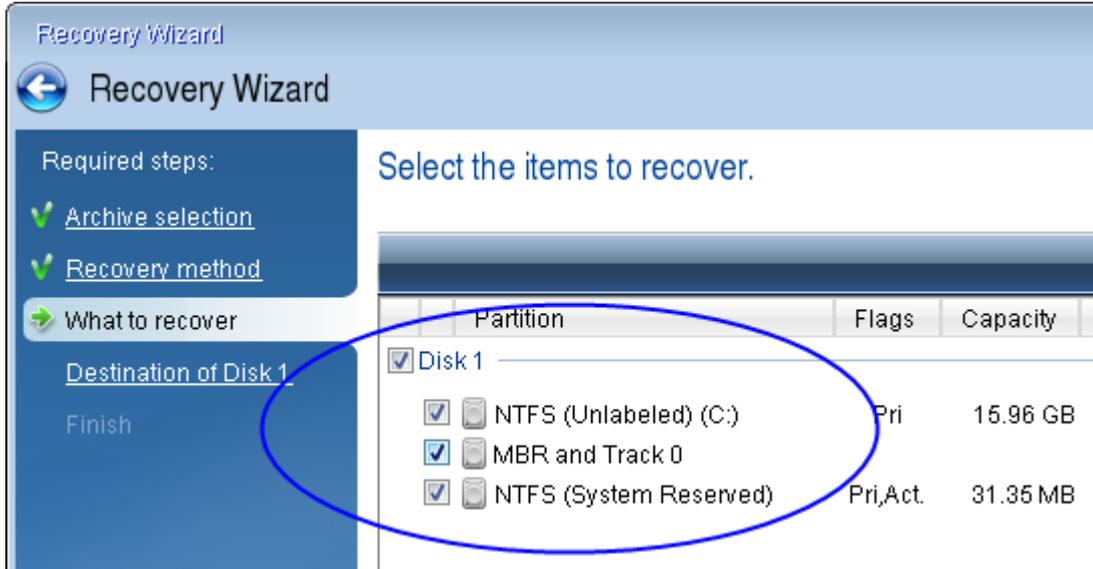 Recovery Wizard
Recovery Wizard
Required steps:
Archive selection
Recovery method
What to recover
Destination of Disk 1
Finish
Select the items to recover.
Partition Flags Capacity
Disk 1
NTFS (Unlabeled) (C:) Pri 15.96 GB
MBR and Track 0
NTFS (System Reserved) Pri,Act. 31.35 MB